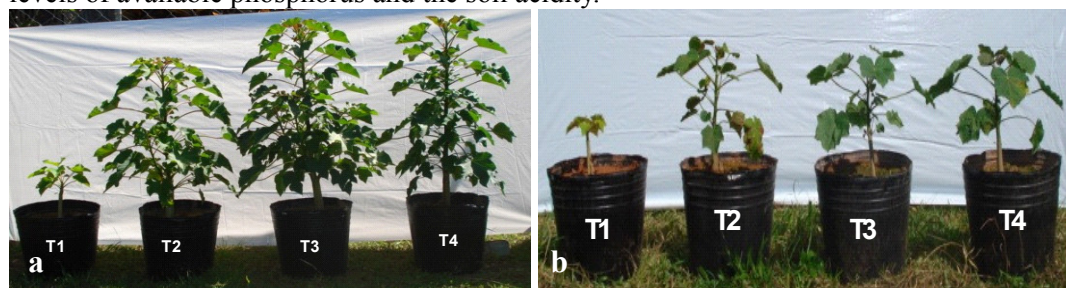 levels of available phosphorus and the soil acidity.
T1 T2 T3 T4
a
T1 T2 T3 T4
b